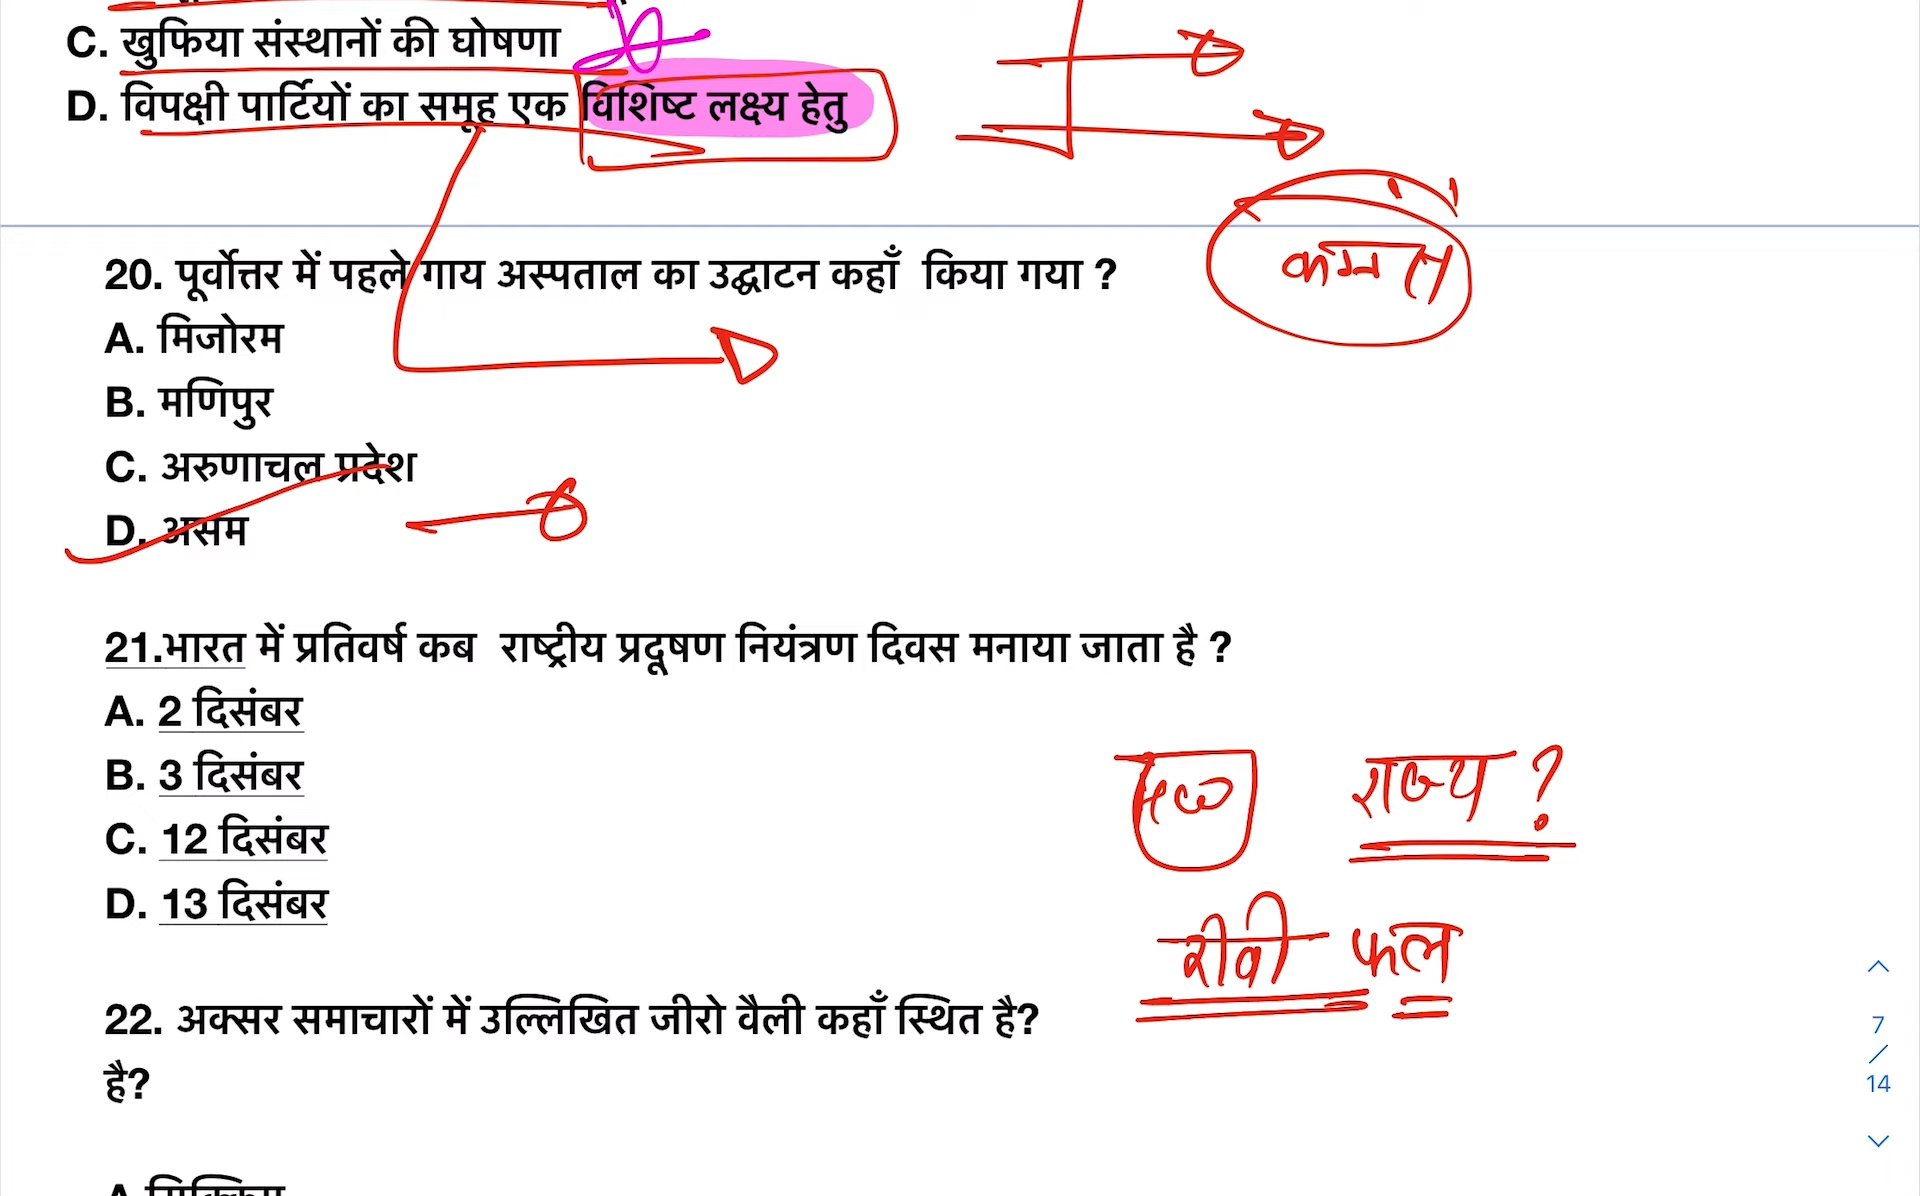 C. खुफिया संस्थानों की घोषणा
D. विपक्षी पार्टियों का समूह एक विशिष्ट लक्ष्य हेतु
20. पूर्वोत्तर में पहले गाय अस्पताल का उद्घाटन कहाँ किया गया ?
A. मिजोरम
B. मणिपुर
C. अरुणाचल प्रदेश
D. असम
21.भारत में प्रतिवर्ष कब राष्ट्रीय प्रदूषण नियंत्रण दिवस मनाया जाता है ?
A. 2 दिसंबर
B. 3 दिसंबर
राज्य ?
C. 12 दिसंबर
D. 13 दिसंबर
फल
22. अक्सर समाचारों में उल्लिखित जीरो वैली कहाँ स्थित है?
है?
7
/
14